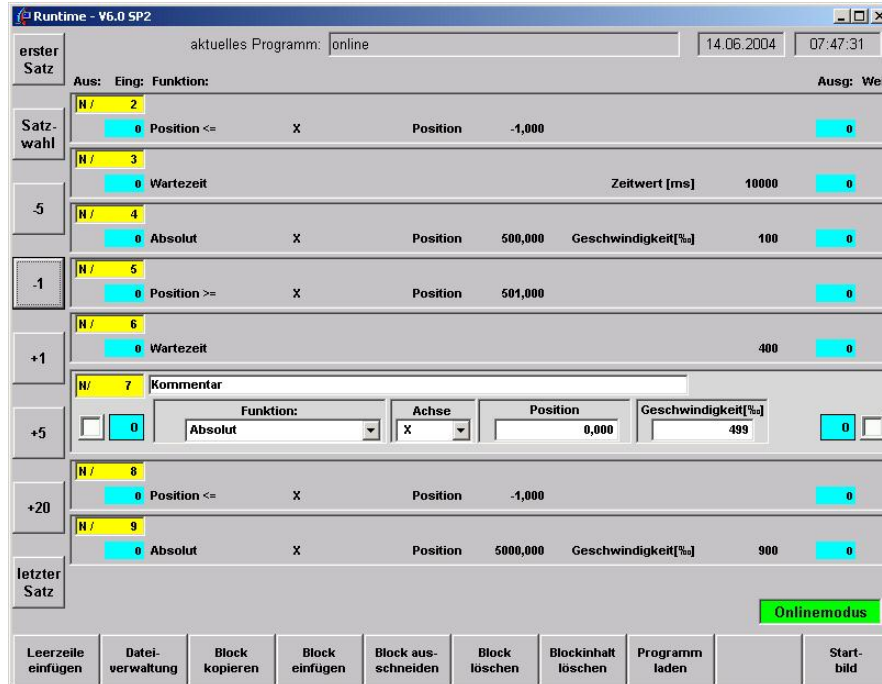 Runtime - V6.0 SP2
erster Satz
aktuelles Programm: online 14.06.2004 07:47:31
Aus: Eing: Funktion: Ausg: We
N / 2
0 Position <= X Position -1,000 0
Satz-wahl
N / 3
0 Wartezeit Zeitwert [ms] 10000 0
-5
N / 4
0 Absolut X Position 500,000 Geschwindigkeit[‰] 100 0
-1
N / 5
0 Position >= X Position 501,000 0
N / 6
0 Wartezeit 400 0
+1
N/ 7 Kommentar
Funktion: Achse Position Geschwindigkeit[‰]
0 Absolut X 0,000 499 0
+5
N / 8
0 Position <= X Position -1,000 0
+20
N / 9
0 Absolut X Position 5000,000 Geschwindigkeit[‰] 900 0
letzter Satz
Onlinemodus
Leerzeile einfügen
Datei-verwaltung
Block kopieren
Block einfügen
Block aus-schneiden
Block löschen
Blockinhalt löschen
Programm laden
Start-bild